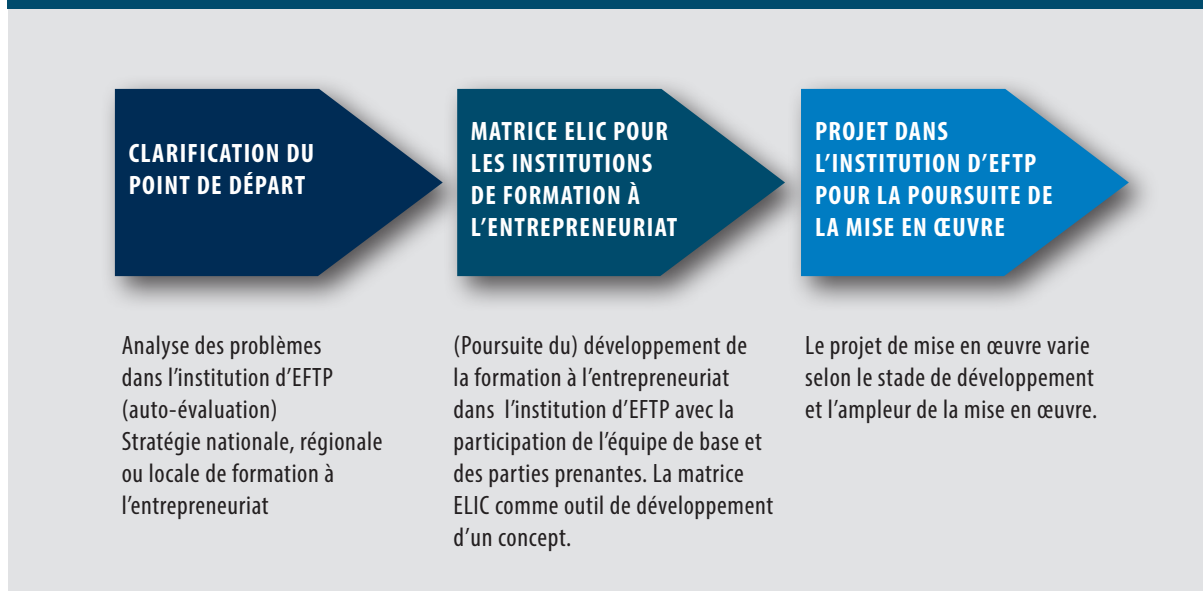 CLARIFICATION DU
POINT DE DÉPART
MATRICE ELIC POUR
LES INSTITUTIONS
DE FORMATION À
L'ENTREPRENEURIAT
PROJET DANS
L'INSTITUTION D'EFTP
POUR LA POURSUITE DE
LA MISE EN ŒUVRE
Analyse des problèmes
dans l'institution d'EFTP
(auto-évaluation)
Stratégie nationale, régionale
ou locale de formation à
l'entrepreneuriat
(Poursuite du) développement de
la formation à l'entrepreneuriat
dans l'institution d'EFTP avec la
participation de l'équipe de base et
des parties prenantes. La matrice
ELIC comme outil de développement
d'un concept.
Le projet de mise en œuvre varie
selon le stade de développement
et l'ampleur de la mise en œuvre.